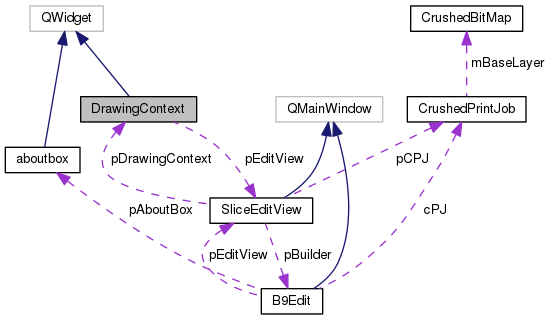 QWidget
CrushedBitMap
mBaseLayer
DrawingContext
QMainWindow
CrushedPrintJob
aboutbox
pDrawingContext
pEditView
pCPJ
pAboutBox
SliceEditView
cPJ
pEditView
pBuilder
B9Edit